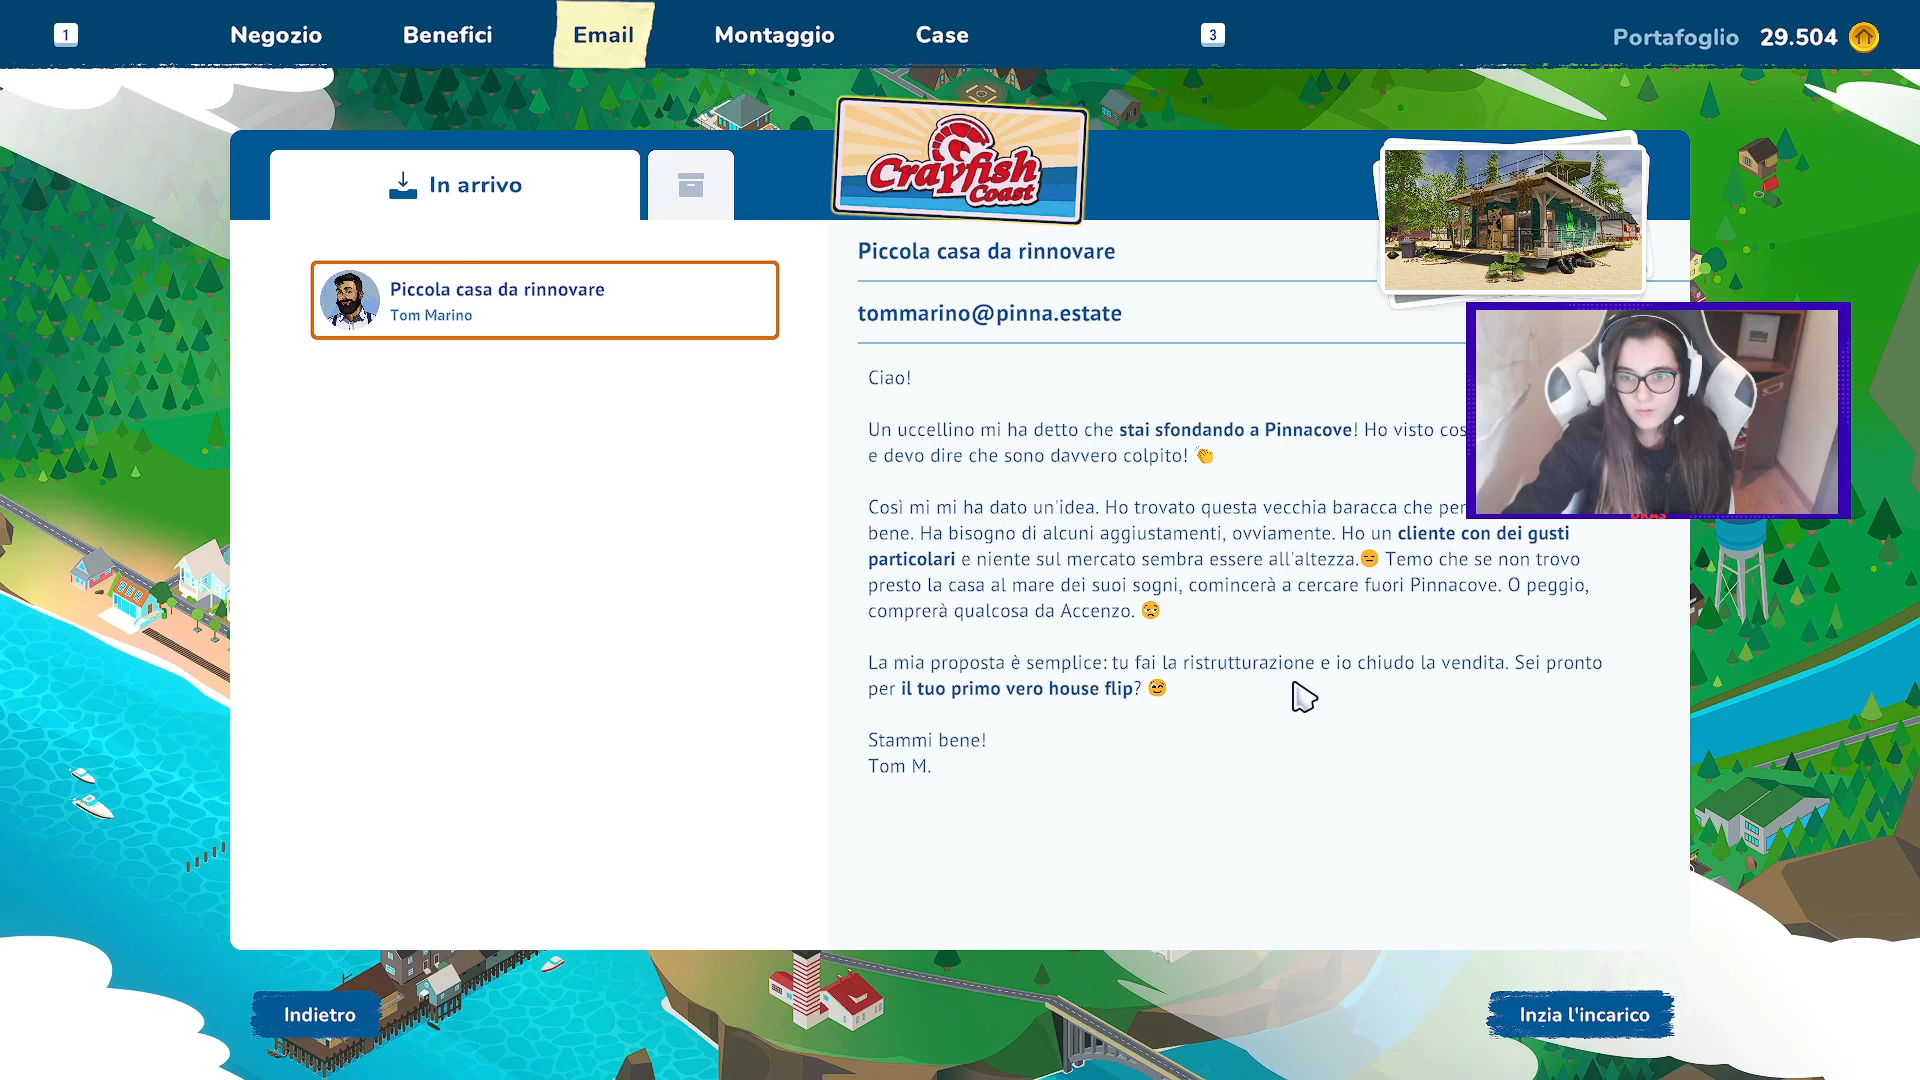 1
Negozio
Benefici
Email
Montaggio
Case
3
Portafoglio
29.504
In arrivo
Crayfish
Coast
Piccola casa da rinnovare
Tom Marino
Piccola casa da rinnovare
tommarino@pinna.estate
Ciao!
Un uccellino mi ha detto che stai sfondando a Pinnacove! Ho visto cos
e devo dire che sono davvero colpito! 👏
Così mi mi ha dato un'idea. Ho trovato questa vecchia baracca che
bene. Ha bisogno di alcuni aggiustamenti, ovviamente. Ho un cliente con dei gusti
particolari e niente sul mercato sembra essere all'altezza.😑 Temo che se non trovo
presto la casa al mare dei suoi sogni, comincerà a cercare fuori Pinnacove. O peggio,
comprerà qualcosa da Accenzo. 😟
La mia proposta è semplice: tu fai la ristrutturazione e io chiudo la vendita. Sei pronto
per il tuo primo vero house flip? 😅
Stammi bene!
Tom M.
Indietro
Inzia l'incarico